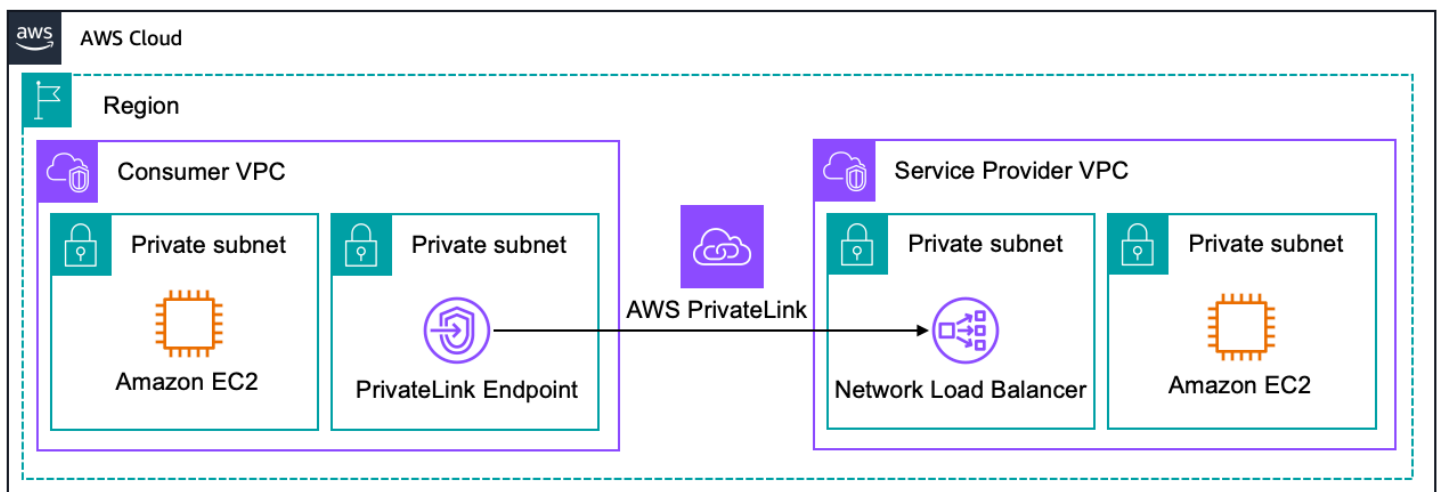 aws
AWS Cloud
Region
Consumer VPC
Service Provider VPC
Private subnet
Private subnet
Private subnet
Private subnet
AWS PrivateLink
Amazon EC2
PrivateLink Endpoint
Network Load Balancer
Amazon EC2